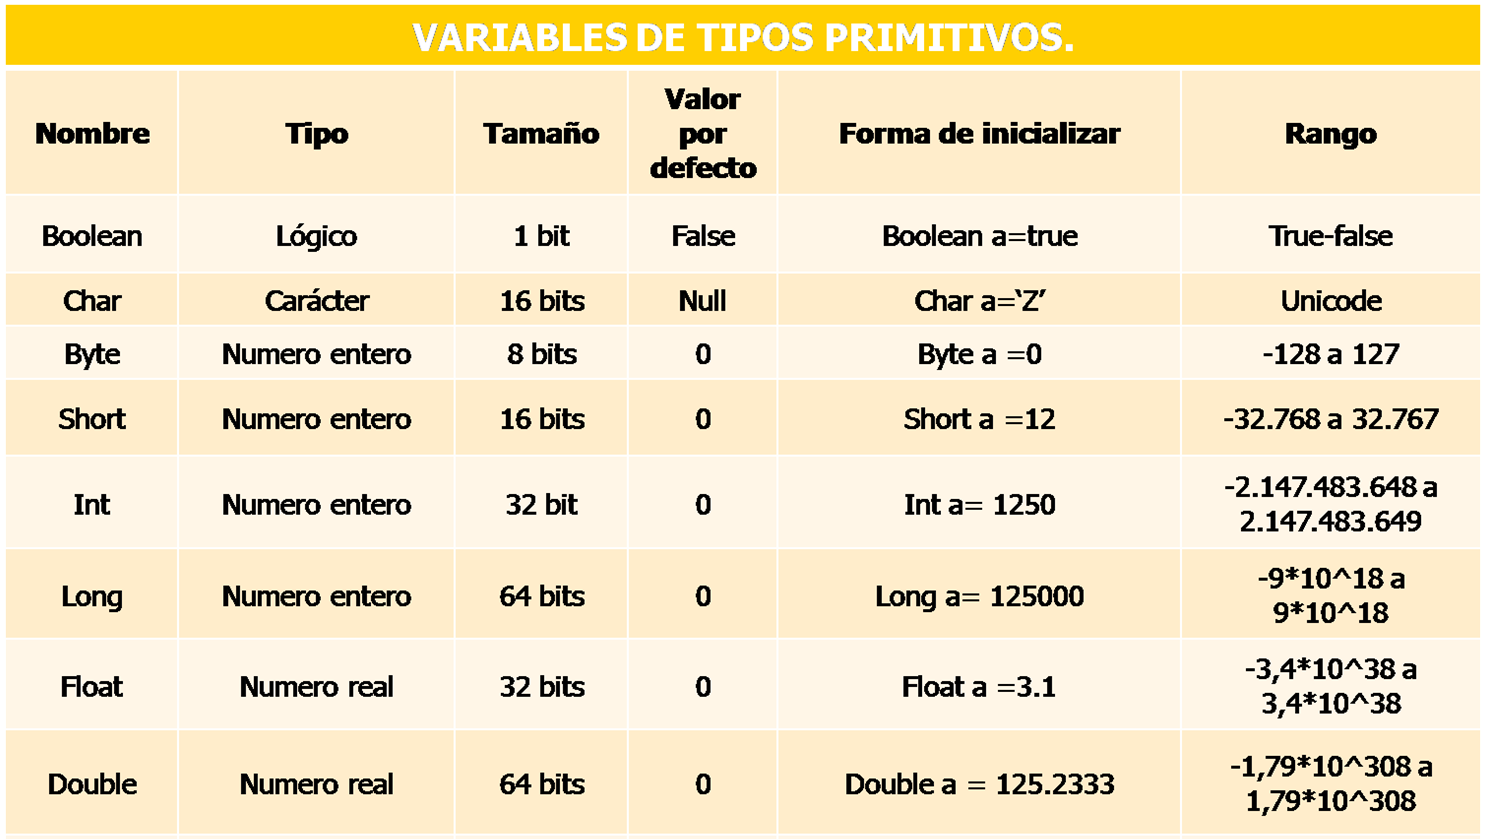 VARIABLES DE TIPOS PRIMITIVOS.
Nombre Tipo Tamaño Valor por defecto Forma de inicializar Rango
Boolean Lógico 1 bit False Boolean a=true True-false
Char Carácter 16 bits Null Char a=‘Z’ Unicode
Byte Numero entero 8 bits 0 Byte a =0 -128 a 127
Short Numero entero 16 bits 0 Short a =12 -32.768 a 32.767
Int Numero entero 32 bit 0 Int a= 1250 -2.147.483.648 a 2.147.483.649
Long Numero entero 64 bits 0 Long a= 125000 -9*10^18 a 9*10^18
Float Numero real 32 bits 0 Float a =3.1 -3,4*10^38 a 3,4*10^38
Double Numero real 64 bits 0 Double a = 125.2333 -1,79*10^308 a 1,79*10^308